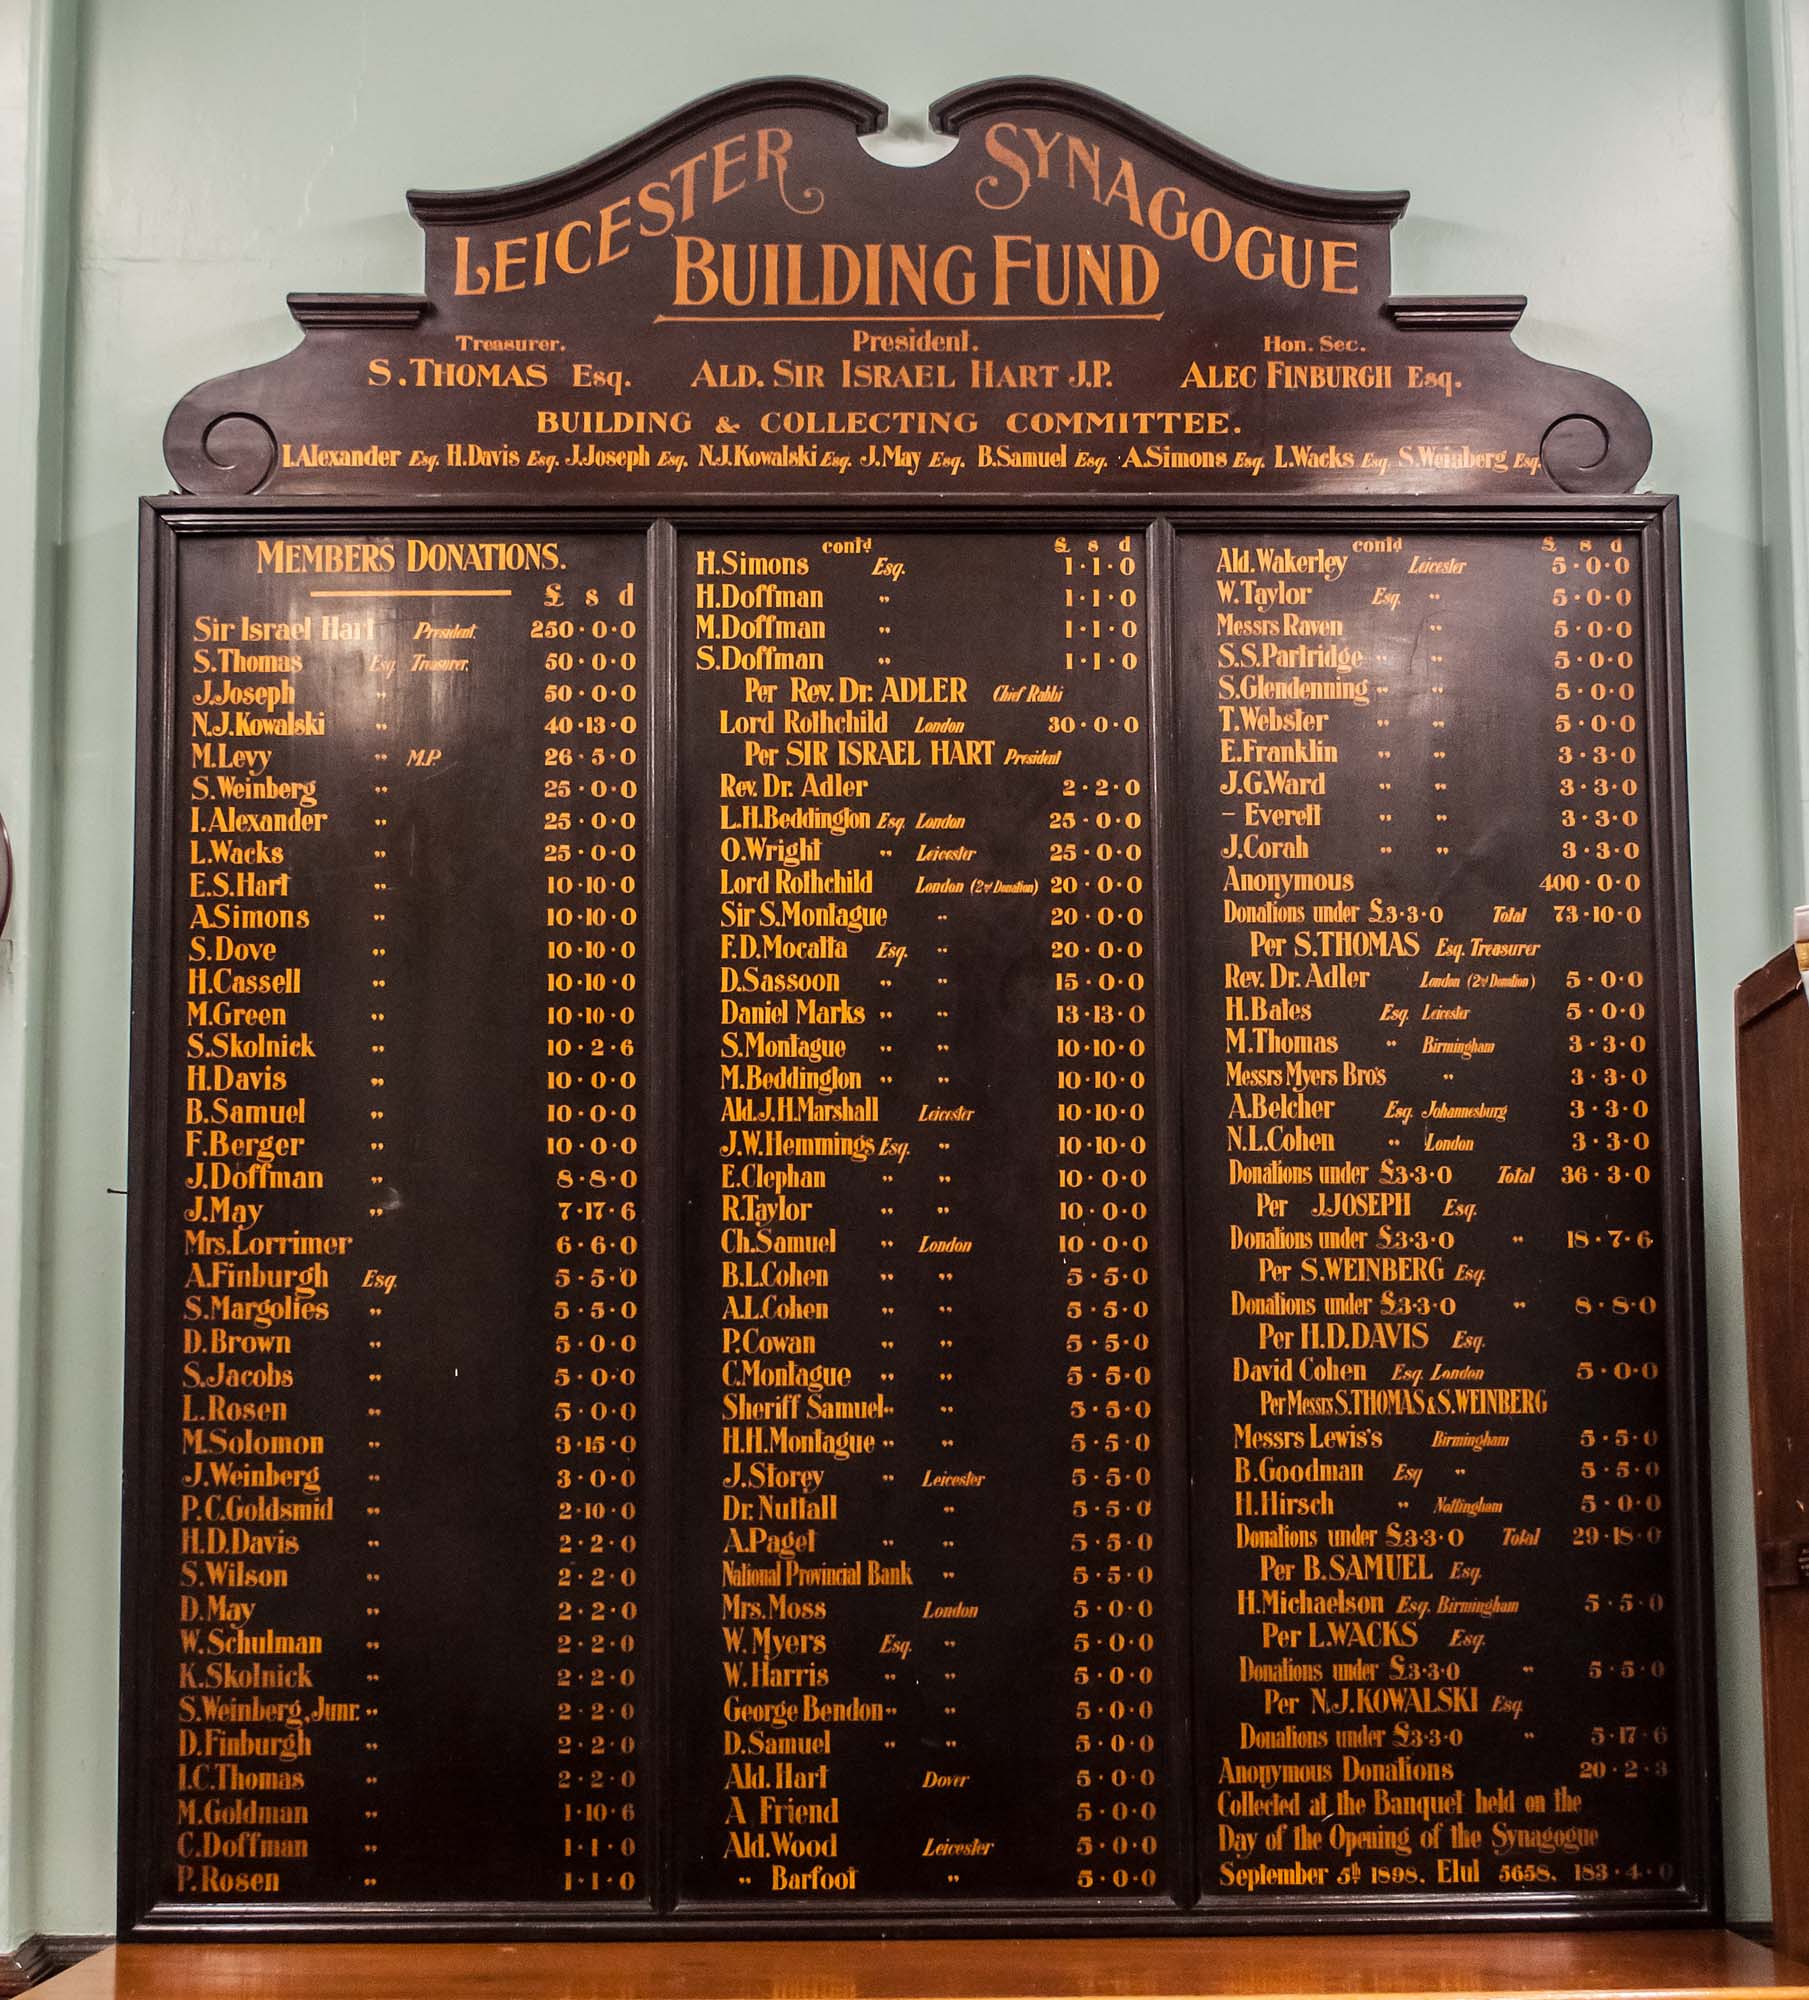 LEICESTER SYNAGOGUE
BUILDING FUND
Treasurer. President. Hon. Sec.
S. THOMAS Esq. ALD. SIR ISRAEL HART J.P. ALEC FINBURGH Esq.
BUILDING & COLLECTING COMMITTEE.
I.Alexander Esq. H.Davis Esq. J.Joseph Esq. N.J.Kowalski Esq. J.May Esq. B.Samuel Esq. A.Simons Esq. L.Wacks Esq. S.Weinberg Esq.
MEMBERS DONATIONS.
£ s d
Sir Israel Hart President. 250·0·0
S.Thomas Esq. Treasurer. 50·0·0
J.Joseph " 50·0·0
N.J.Kowalski " 40·13·0
M.Levy " M.P. 26·5·0
S.Weinberg " 25·0·0
I.Alexander " 25·0·0
L.Wacks " 25·0·0
E.S.Hart " 10·10·0
A.Simons " 10·10·0
S.Dove " 10·10·0
H.Cassell " 10·10·0
M.Green " 10·10·0
S.Skolnick " 10·2·6
H.Davis " 10·0·0
B.Samuel " 10·0·0
F.Berger " 10·0·0
J.Doffman " 8·8·0
J.May " 7·17·6
Mrs.Lorrimer 6·6·0
A.Finburgh Esq. 5·5·0
S.Margolies " 5·5·0
D.Brown " 5·0·0
S.Jacobs " 5·0·0
L.Rosen " 5·0·0
M.Solomon " 3·15·0
J.Weinberg " 3·0·0
P.C.Goldsmid " 2·10·0
H.D.Davis " 2·2·0
S.Wilson " 2·2·0
D.May " 2·2·0
W.Schulman " 2·2·0
K.Skolnick " 2·2·0
S.Weinberg, Junr. " 2·2·0
D.Finburgh " 2·2·0
I.C.Thomas " 2·2·0
M.Goldman " 1·10·6
C.Doffman " 1·1·0
P.Rosen " 1·1·0
contd £ s d
H.Simons Esq. 1·1·0
H.Doffman " 1·1·0
M.Doffman " 1·1·0
S.Doffman " 1·1·0
Per Rev. Dr. ADLER Chief Rabbi
Lord Rothchild London 30·0·0
Per SIR ISRAEL HART President
Rev. Dr. Adler 2·2·0
L.H.Beddington Esq. London 25·0·0
O.Wright " Leicester 25·0·0
Lord Rothchild London (2nd Donation) 20·0·0
Sir S.Montague " 20·0·0
F.D.Mocatta Esq. " 20·0·0
D.Sassoon " " 15·0·0
Daniel Marks " " 13·13·0
S.Montague " " 10·10·0
M.Beddington " " 10·10·0
Ald.J.H.Marshall Leicester 10·10·0
J.W.Hemmings Esq. " 10·10·0
E.Clephan " " 10·0·0
R.Taylor " " 10·0·0
Ch.Samuel " London 10·0·0
B.L.Cohen " " 5·5·0
A.L.Cohen " " 5·5·0
P.Cowan " " 5·5·0
C.Montague " " 5·5·0
Sheriff Samuel " " 5·5·0
H.H.Montague " " 5·5·0
J.Storey " Leicester 5·5·0
Dr. Nuttall " 5·5·0
A.Paget " " 5·5·0
National Provincial Bank " 5·5·0
Mrs.Moss London 5·0·0
W.Myers Esq. " 5·0·0
W.Harris " " 5·0·0
George Bendon " " 5·0·0
D.Samuel " " 5·0·0
Ald. Hart Dover 5·0·0
A Friend 5·0·0
Ald.Wood Leicester 5·0·0
" Barfoot " 5·0·0
contd £ s d
Ald.Wakerley Leicester 5·0·0
W.Taylor Esq. " 5·0·0
Messrs Raven " 5·0·0
S.S.Partridge " " 5·0·0
S.Glendenning " " 5·0·0
T.Webster " " 5·0·0
E.Franklin " " 3·3·0
J.G.Ward " " 3·3·0
– Everett " " 3·3·0
J.Corah " " 3·3·0
Anonymous 400·0·0
Donations under £3·3·0 Total 73·10·0
Per S.THOMAS Esq. Treasurer
Rev. Dr. Adler London (2nd Donation) 5·0·0
H.Bates Esq. Leicester 5·0·0
M.Thomas " Birmingham 3·3·0
Messrs Myers Bro's " 3·3·0
A.Belcher Esq. Johannesburg 3·3·0
N.L.Cohen " London 3·3·0
Donations under £3·3·0 Total 36·3·0
Per J.JOSEPH Esq.
Donations under £3·3·0 " 18·7·6
Per S.WEINBERG Esq.
Donations under £3·3·0 " 8·8·0
Per H.D.DAVIS Esq.
David Cohen Esq. London 5·0·0
Per Messrs S.THOMAS & S.WEINBERG
Messrs Lewis's Birmingham 5·5·0
B.Goodman Esq " 5·5·0
H.Hirsch " Nottingham 5·0·0
Donations under £3·3·0 Total 29·18·0
Per B.SAMUEL Esq.
H.Michaelson Esq. Birmingham 5·5·0
Per L.WACKS Esq.
Donations under £3·3·0 " 5·5·0
Per N.J.KOWALSKI Esq.
Donations under £3·3·0 " 5·17·6
Anonymous Donations 20·2·3
Collected at the Banquet held on the
Day of the Opening of the Synagogue
September 5th 1898. Elul 5658. 183·4·0